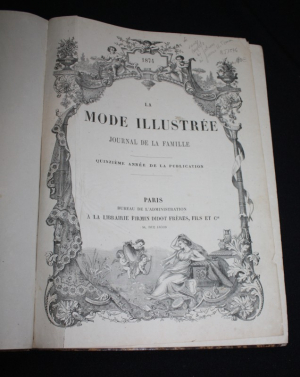 1874
LA
MODE ILLUSTRÉE
JOURNAL DE LA FAMILLE
QUINZIÈME ANNÉE DE LA PUBLICATION
PARIS
BUREAU DE L'ADMINISTRATION
A LA LIBRAIRIE FIRMIN DIDOT FRÈRES, FILS ET Cie